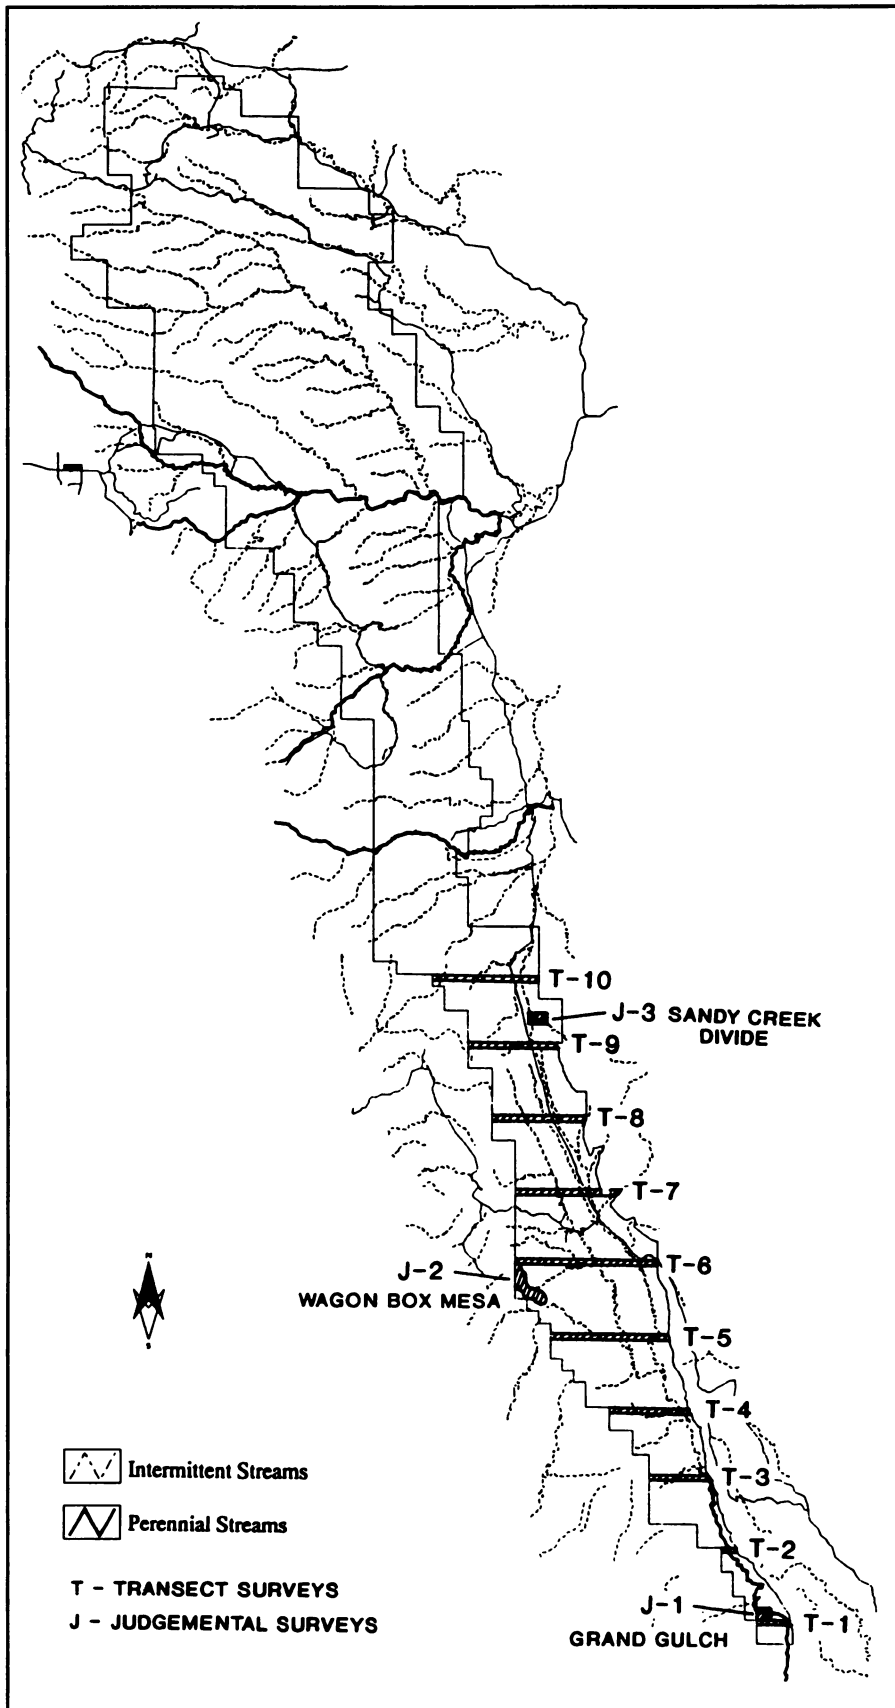 T-10
J-3 SANDY CREEK
DIVIDE
T-9
T-8
T-7
T-6
J-2
WAGON BOX MESA
T-5
N
S
T-4
Intermittent Streams
T-3
Perennial Streams
T-2
T - TRANSECT SURVEYS
J-1
T-1
J - JUDGEMENTAL SURVEYS
GRAND GULCH